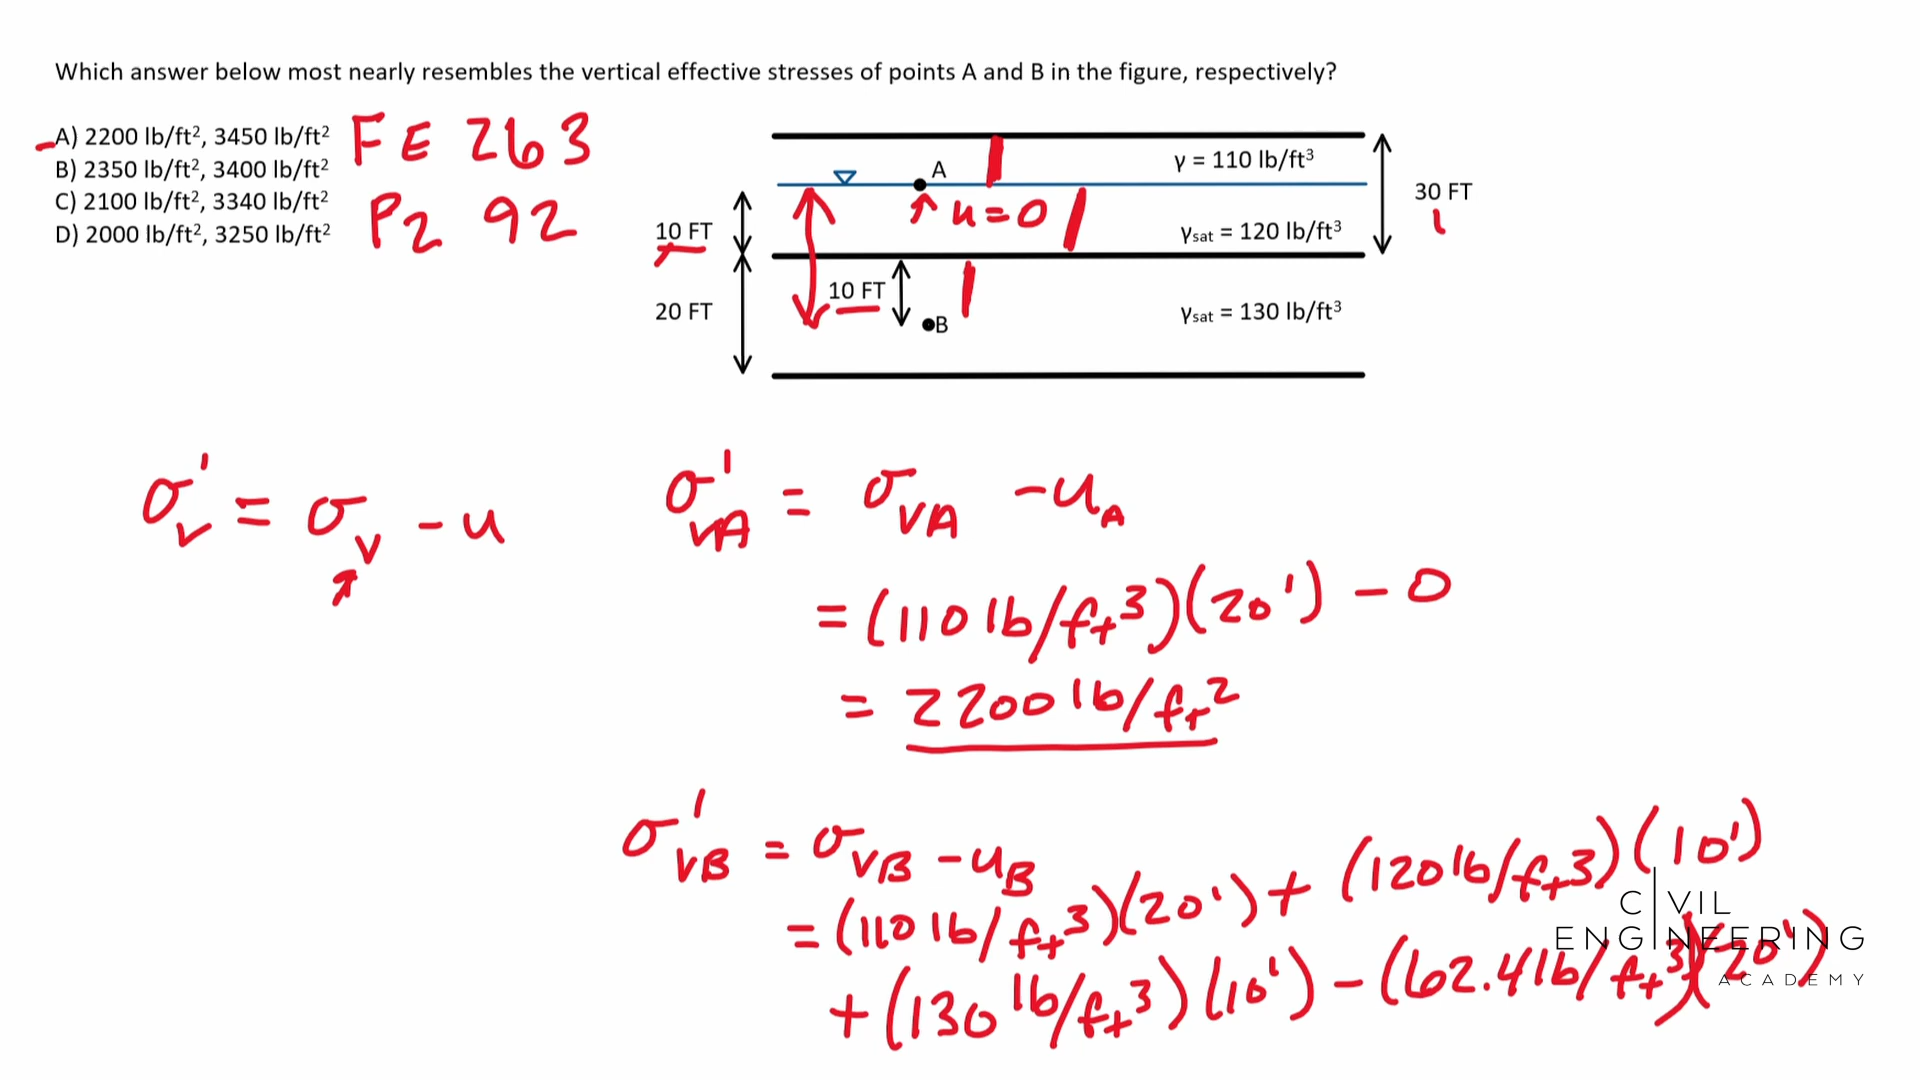 Which answer below most nearly resembles the vertical effective stresses of points A and B in the figure, respectively?
A) 2200 lb/ft², 3450 lb/ft²
B) 2350 lb/ft², 3400 lb/ft²
C) 2100 lb/ft², 3340 lb/ft²
D) 2000 lb/ft², 3250 lb/ft²
FE 263
Pg 92
A
γ = 110 lb/ft³
30 FT
u=0
10 FT
γsat = 120 lb/ft³
10 FT
20 FT
B
γsat = 130 lb/ft³
σ'v = σv - u
σ'vA = σvA - uA
= (110 lb/ft³)(20') - 0
= 2200 lb/ft²
σ'vB = σvB - uB
= (110 lb/ft³)(20') + (120 lb/ft³)(10')
+ (130 lb/ft³)(10') - (62.4 lb/ft³)(20')
CIVIL
ENGINEERING
ACADEMY